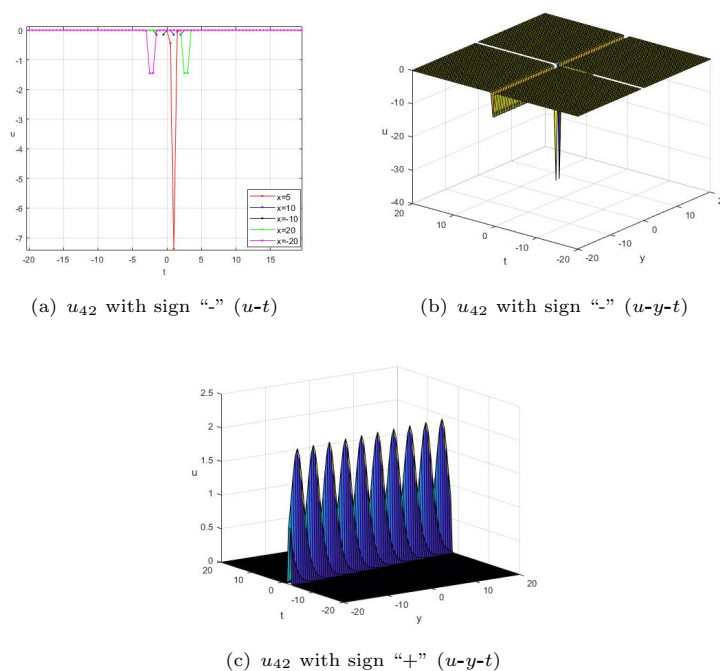 0
-1
-2
-3
-4
-5
-6
-7
u
-20
-15
-10
-5
0
5
10
15
t
x=5
x=10
x=-10
x=20
x=-20
0
-10
-20
-30
-40
u
20
10
0
-10
-20
t
-20
-10
0
10
y
(a) u₄₂ with sign “-” (u-t)
(b) u₄₂ with sign “-” (u-y-t)
2.5
2
1.5
1
0.5
0
u
20
10
0
-10
-20
t
-20
-10
0
10
20
y
(c) u₄₂ with sign “+” (u-y-t)